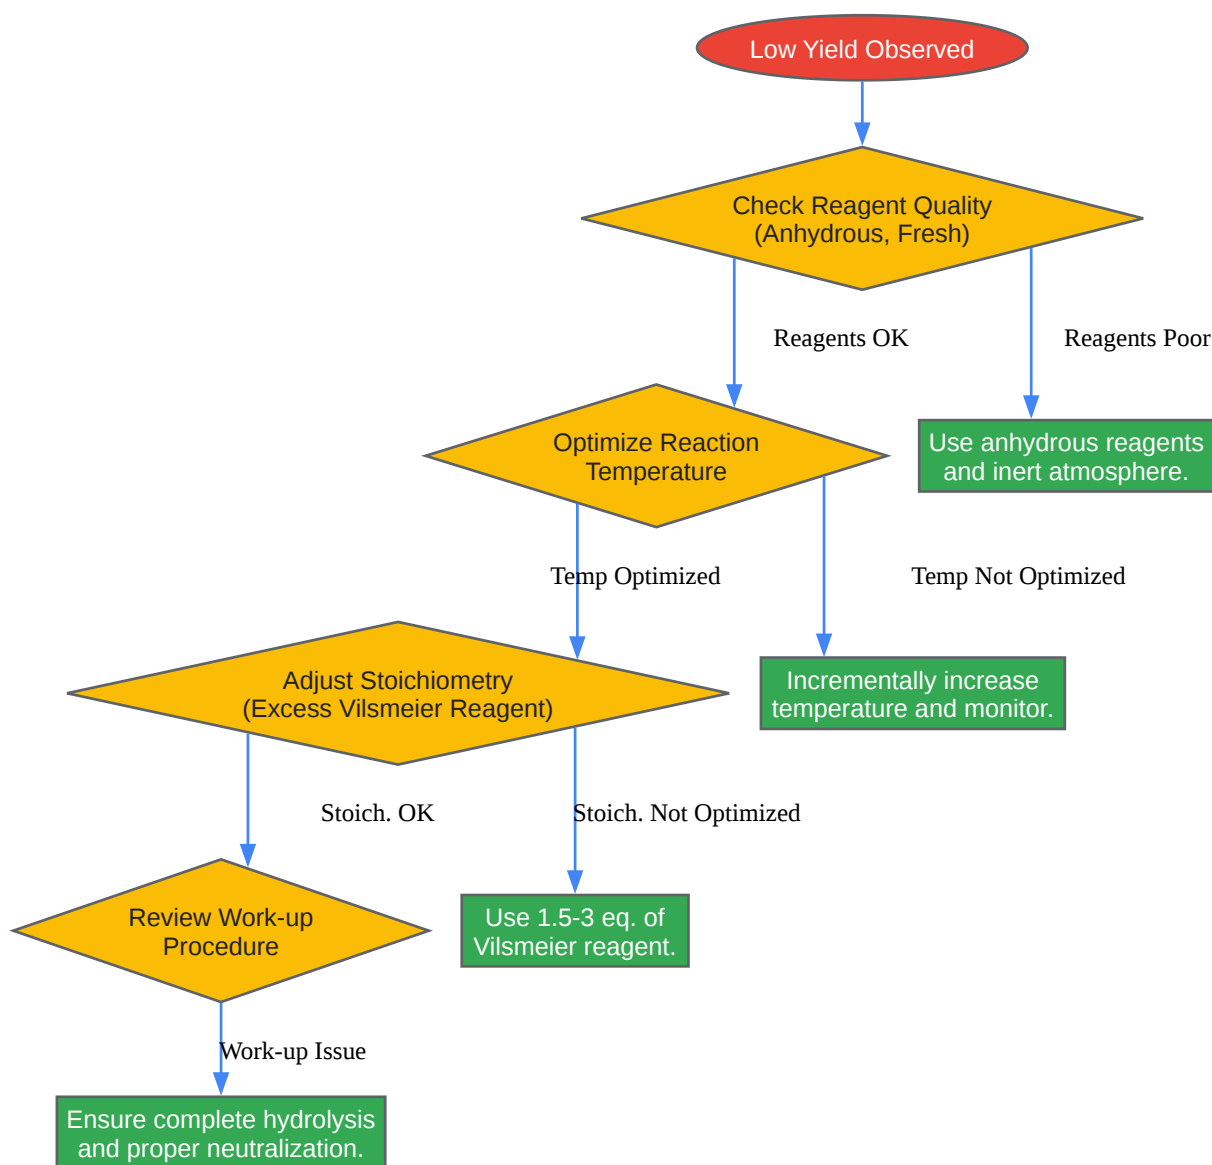 Low Yield Observed
Check Reagent Quality
(Anhydrous, Fresh)
Reagents OK
Reagents Poor
Optimize Reaction
Temperature
Use anhydrous reagents
and inert atmosphere.
Temp Optimized
Temp Not Optimized
Adjust Stoichiometry
(Excess Vilsmeier Reagent)
Incrementally increase
temperature and monitor.
Stoich. OK
Stoich. Not Optimized
Review Work-up
Procedure
Use 1.5-3 eq. of
Vilsmeier reagent.
Work-up Issue
Ensure complete hydrolysis
and proper neutralization.